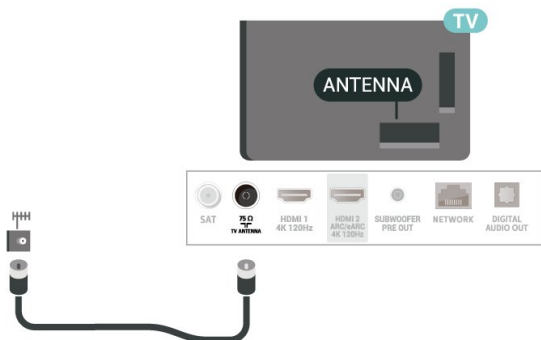 TV
ANTENNA
SAT
75 Ω
TV ANTENNA
HDMI 1
4K 120Hz
HDMI 2
ARC/eARC
4K 120Hz
SUBWOOFER
PRE OUT
NETWORK
DIGITAL
AUDIO OUT